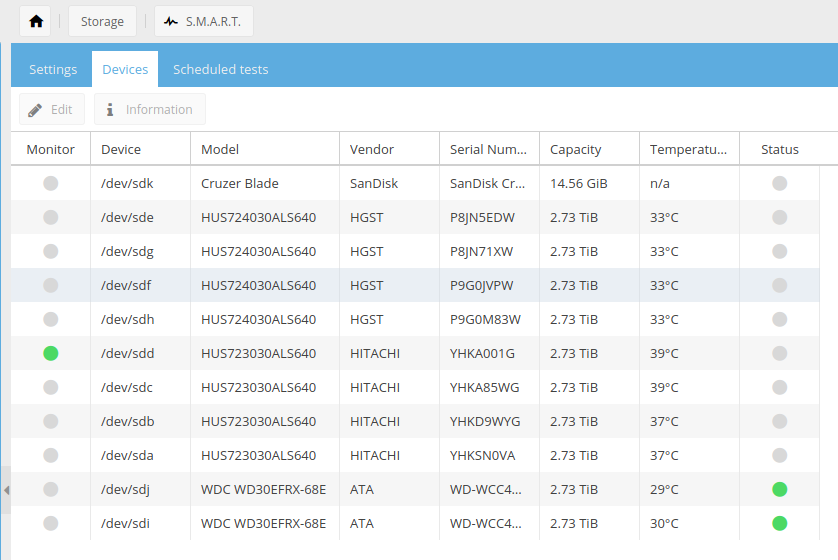 Storage S.M.A.R.T.
Settings Devices Scheduled tests
Edit Information
Monitor Device Model Vendor Serial Num... Capacity Temperatu... Status
/dev/sdk Cruzer Blade SanDisk SanDisk Cr... 14.56 GiB n/a
/dev/sde HUS724030ALS640 HGST P8JN5EDW 2.73 TiB 33°C
/dev/sdg HUS724030ALS640 HGST P8JN71XW 2.73 TiB 33°C
/dev/sdf HUS724030ALS640 HGST P9G0JVPW 2.73 TiB 33°C
/dev/sdh HUS724030ALS640 HGST P9G0M83W 2.73 TiB 33°C
/dev/sdd HUS723030ALS640 HITACHI YHKA001G 2.73 TiB 39°C
/dev/sdc HUS723030ALS640 HITACHI YHKA85WG 2.73 TiB 39°C
/dev/sdb HUS723030ALS640 HITACHI YHKD9WYG 2.73 TiB 37°C
/dev/sda HUS723030ALS640 HITACHI YHKSN0VA 2.73 TiB 37°C
/dev/sdj WDC WD30EFRX-68E ATA WD-WCC4... 2.73 TiB 29°C
/dev/sdi WDC WD30EFRX-68E ATA WD-WCC4... 2.73 TiB 30°C